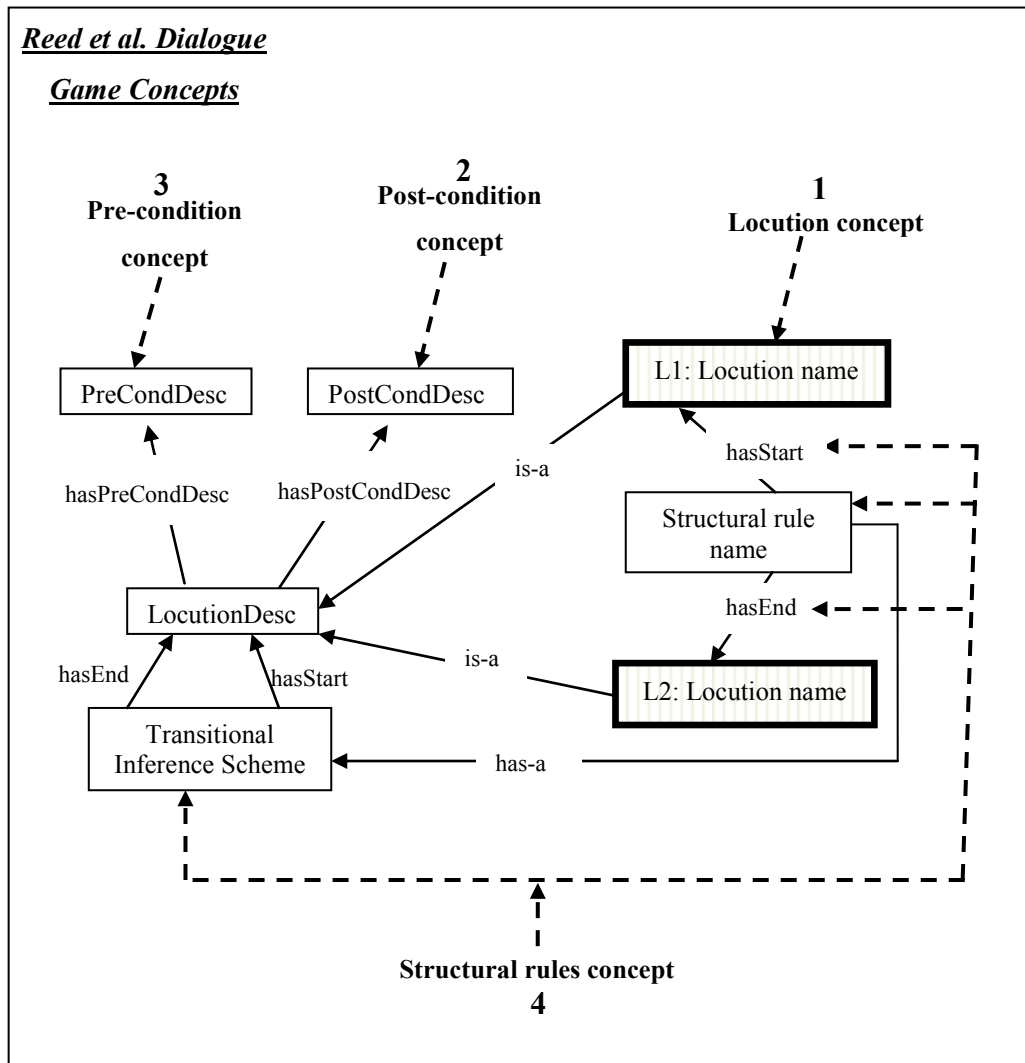 Reed et al. Dialogue
Game Concepts
3
Pre-condition
concept
2
Post-condition
concept
1
Locution concept
PreCondDesc
PostCondDesc
L1: Locution name
hasPreCondDesc
hasPostCondDesc
is-a
hasStart
Structural rule
name
LocutionDesc
hasEnd
hasEnd
hasStart
is-a
L2: Locution name
Transitional
Inference Scheme
has-a
Structural rules concept
4